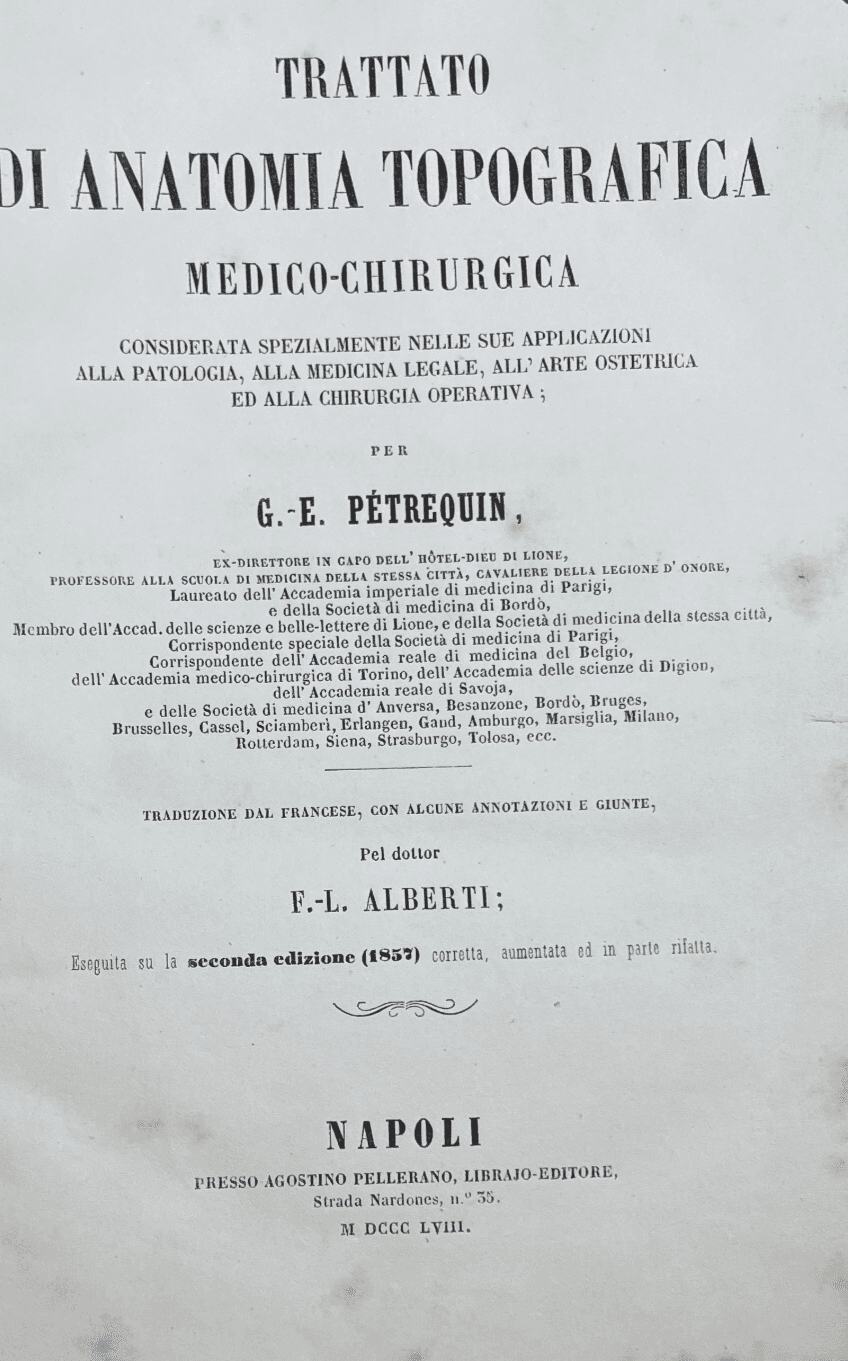 TRATTATO
DI ANATOMIA TOPOGRAFICA
MEDICO-CHIRURGICA
CONSIDERATA SPEZIALMENTE NELLE SUE APPLICAZIONI
ALLA PATOLOGIA, ALLA MEDICINA LEGALE, ALL' ARTE OSTETRICA
ED ALLA CHIRURGIA OPERATIVA ;
PER
G.-E. PÉTREQUIN ,
EX-DIRETTORE IN CAPO DELL' HÔTEL-DIEU DI LIONE,
PROFESSORE ALLA SCUOLA DI MEDICINA DELLA STESSA CITTÀ, CAVALIERE DELLA LEGIONE D' ONORE,
Laureato dell' Accademia imperiale di medicina di Parigi,
e della Società di medicina di Bordò,
Membro dell'Accad. delle scienze e belle-lettere di Lione, e della Società di medicina della stessa città,
Corrispondente speciale della Società di medicina di Parigi,
Corrispondente dell' Accademia reale di medicina del Belgio,
dell' Accademia medico-chirurgica di Torino, dell' Accademia delle scienze di Digion,
dell' Accademia reale di Savoja,
e delle Società di medicina d' Anversa, Besanzone, Bordò, Bruges,
Brusselles, Cassel, Sciamberì, Erlangen, Gand, Amburgo, Marsiglia, Milano,
Rotterdam, Siena, Strasburgo, Tolosa, ecc.
TRADUZIONE DAL FRANCESE, CON ALCUNE ANNOTAZIONI E GIUNTE,
Pel dottor
F.-L. ALBERTI;
Eseguita su la seconda edizione (1857) corretta, aumentata ed in parte rifatta.
NAPOLI
PRESSO AGOSTINO PELLERANO, LIBRAJO-EDITORE,
Strada Nardones, n.º 35.
M DCCC LVIII.